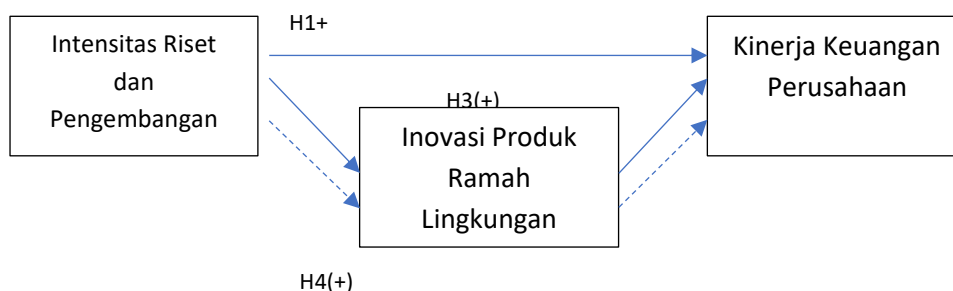 H1+
Intensitas Riset
dan
Pengembangan
Kinerja Keuangan
Perusahaan
H3(+)
Inovasi Produk
Ramah
Lingkungan
H4(+)